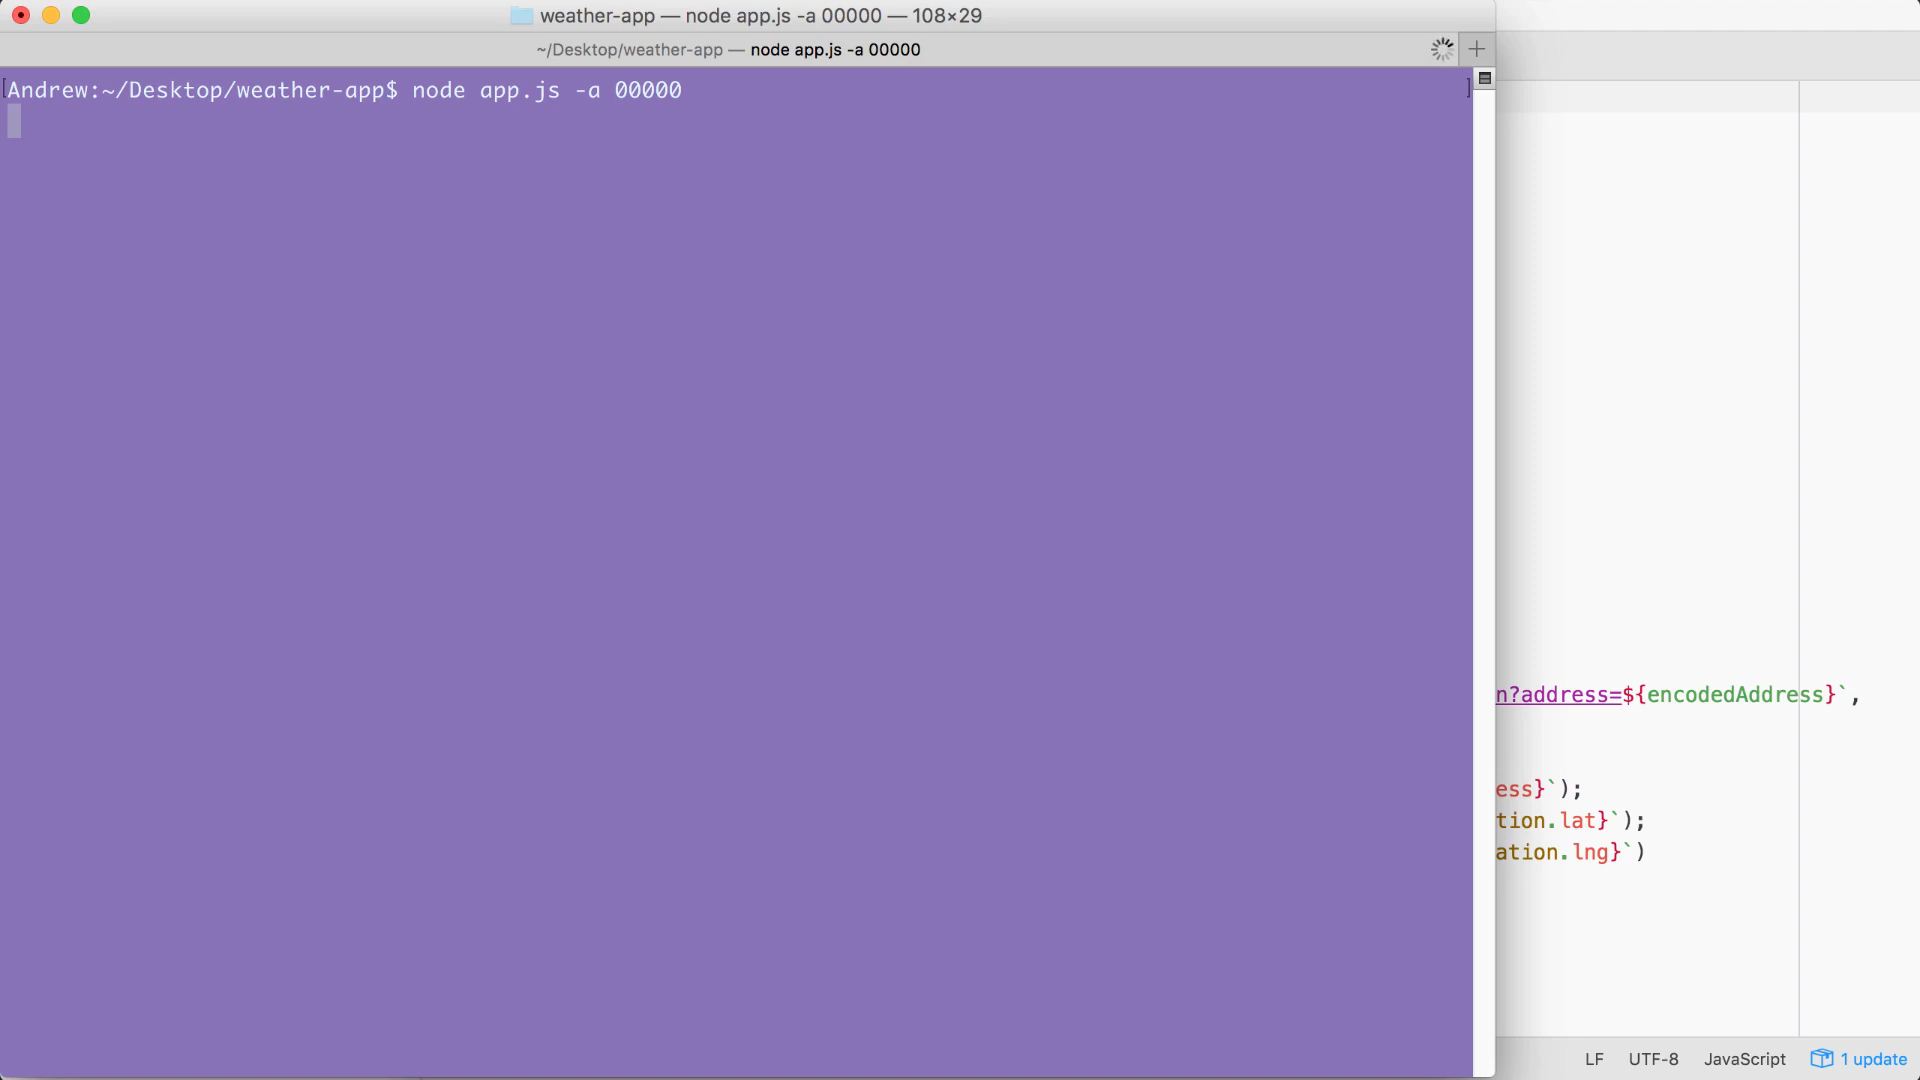 weather-app — node app.js -a 00000 — 108×29
~/Desktop/weather-app — node app.js -a 00000
Andrew:~/Desktop/weather-app$ node app.js -a 00000
n?address=${encodedAddress}`,
ess}`);
tion.lat}`);
ation.lng}`)
LF UTF-8 JavaScript 1 update